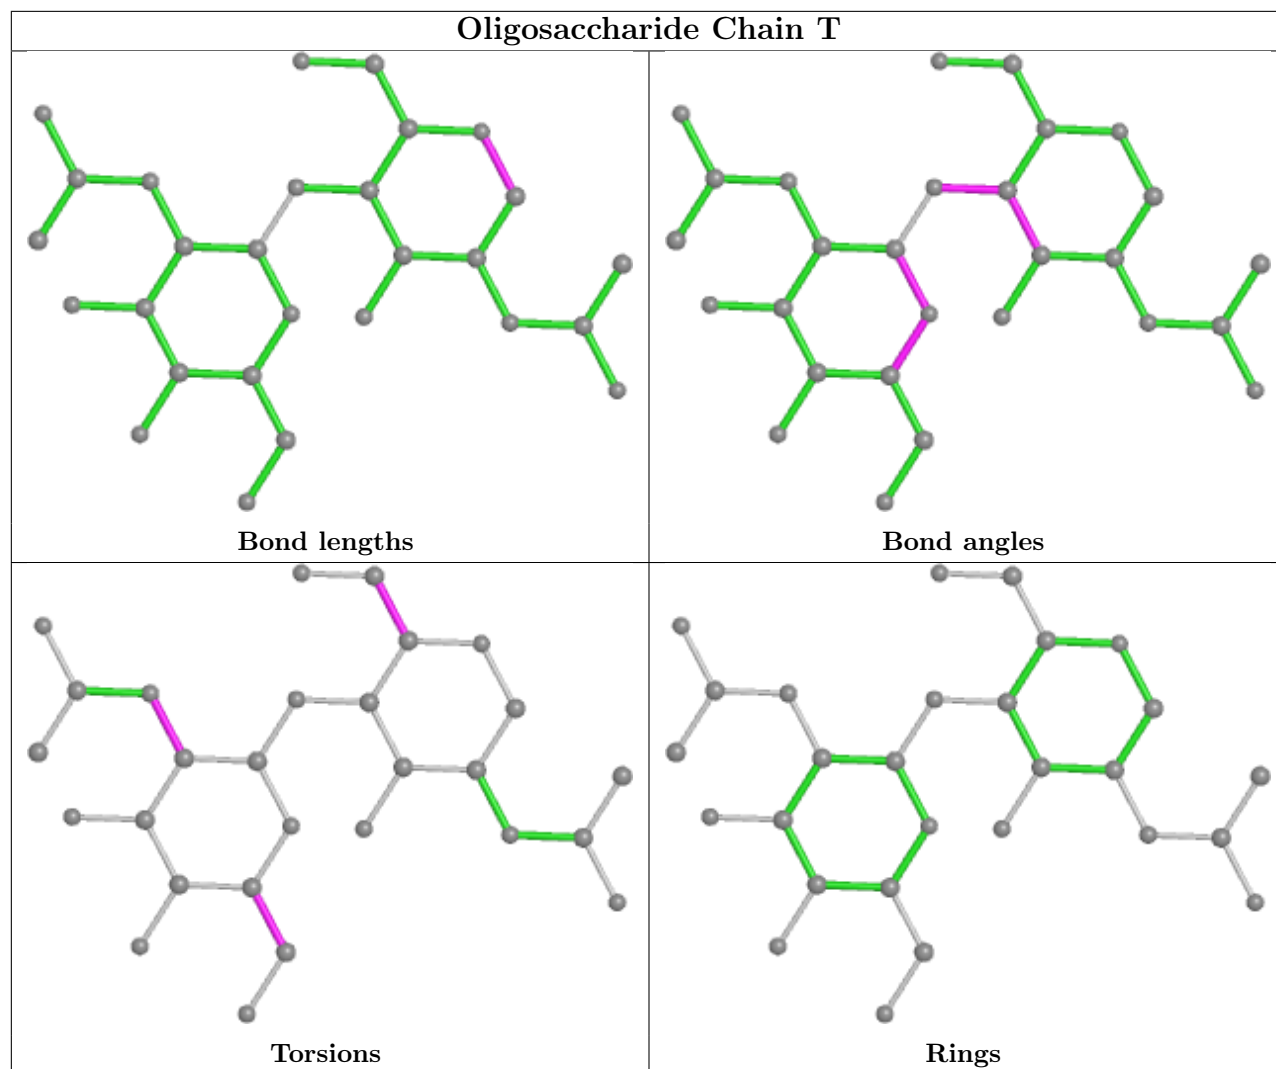 Oligosaccharide Chain T
Bond lengths
Bond angles
Torsions
Rings